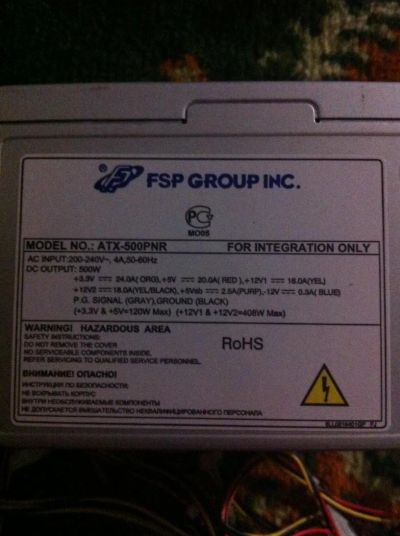 ® FSP GROUP INC.
PC
MO05
MODEL NO.: ATX-500PNR FOR INTEGRATION ONLY
AC INPUT:200-240V~, 4A,50-60Hz
DC OUTPUT: 500W
+3.3V ⎓ 24.0A( ORG),+5V ⎓ 20.0A( RED ),+12V1 ⎓ 18.0A(YEL)
+12V2 ⎓ 18.0A(YEL/BLACK), +5Vsb ⎓ 2.5A(PURP),-12V ⎓ 0.3A( BLUE)
P.G. SIGNAL (GRAY),GROUND (BLACK)
(+3.3V & +5V=120W Max) (+12V1 & +12V2=408W Max)
WARNING! HAZARDOUS AREA
SAFETY INSTRUCTIONS:
DO NOT REMOVE THE COVER
NO SERVICEABLE COMPONENTS INSIDE,
REFER SERVICING TO QUALIFIED SERVICE PERSONNEL.
RoHS
ВНИМАНИЕ! ОПАСНО!
ИНСТРУКЦИИ ПО БЕЗОПАСНОСТИ:
НЕ ВСКРЫВАТЬ КОРПУС
ВНУТРИ НЕОБСЛУЖИВАЕМЫЕ КОМПОНЕНТЫ
НЕ ДОПУСКАЕТСЯ ВМЕШАТЕЛЬСТВО НЕКВАЛИФИЦИРОВАННОГО ПЕРСОНАЛА